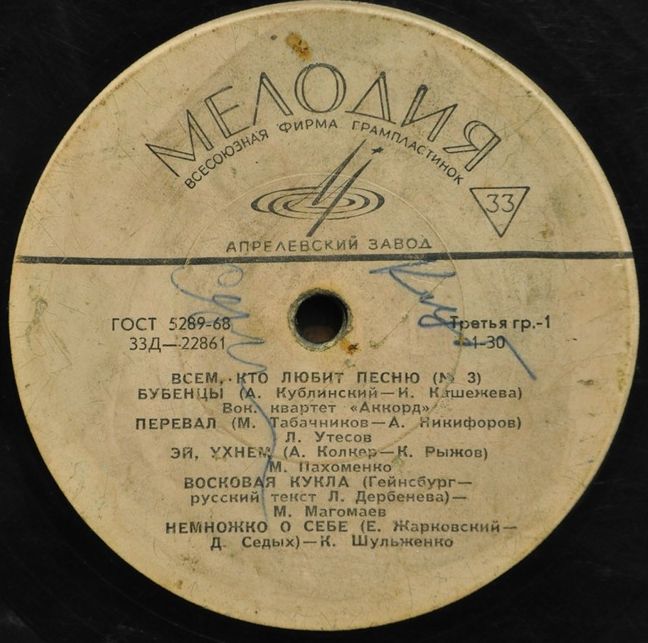 МЕЛОДИЯ
ВСЕСОЮЗНАЯ ФИРМА ГРАМПЛАСТИНОК
33
АПРЕЛЕВСКИЙ ЗАВОД
ГОСТ 5289-68
Третья гр.-1
33Д—22861
1-30
ВСЕМ, КТО ЛЮБИТ ПЕСНЮ (№ 3)
БУБЕНЦЫ (А. Кублинский—И. Кашежева)
Вок. квартет «Аккорд»
ПЕРЕВАЛ (М. Табачников—А. Никифоров)
Л. Утесов
ЭЙ, УХНЕМ (А. Колкер—К. Рыжов)
М. Пахоменко
ВОСКОВАЯ КУКЛА (Гейнсбург—
русский текст Л. Дербенева)—
М. Магомаев
НЕМНОЖКО О СЕБЕ (Е. Жарковский—
Д. Седых)—К. Шульженко